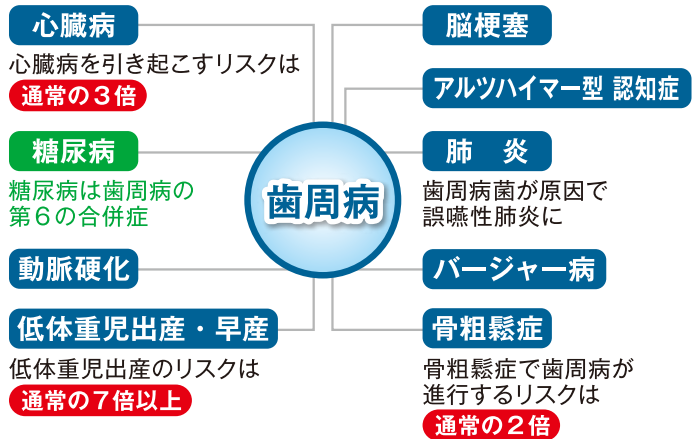 心臓病
心臓病を引き起こすリスクは
通常の3倍
糖尿病
糖尿病は歯周病の
第6の合併症
動脈硬化
低体重児出産・早産
低体重児出産のリスクは
通常の7倍以上
歯周病
脳梗塞
アルツハイマー型 認知症
肺　炎
歯周病菌が原因で
誤嚥性肺炎に
バージャー病
骨粗鬆症
骨粗鬆症で歯周病が
進行するリスクは
通常の2倍